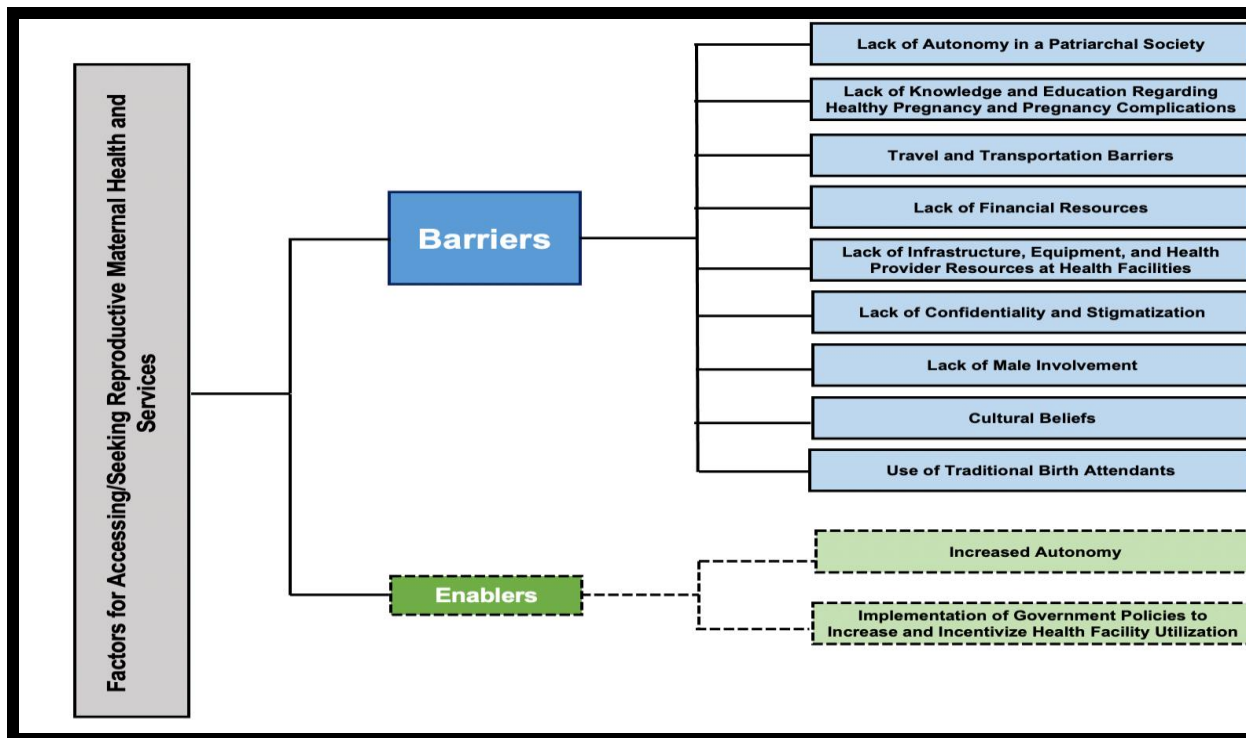 Factors for Accessing/Seeking Reproductive Maternal Health and
Services
Barriers
Lack of Autonomy in a Patriarchal Society
Lack of Knowledge and Education Regarding
Healthy Pregnancy and Pregnancy Complications
Travel and Transportation Barriers
Lack of Financial Resources
Lack of Infrastructure, Equipment, and Health
Provider Resources at Health Facilities
Lack of Confidentiality and Stigmatization
Lack of Male Involvement
Cultural Beliefs
Use of Traditional Birth Attendants
Enablers
Increased Autonomy
Implementation of Government Policies to
Increase and Incentivize Health Facility Utilization